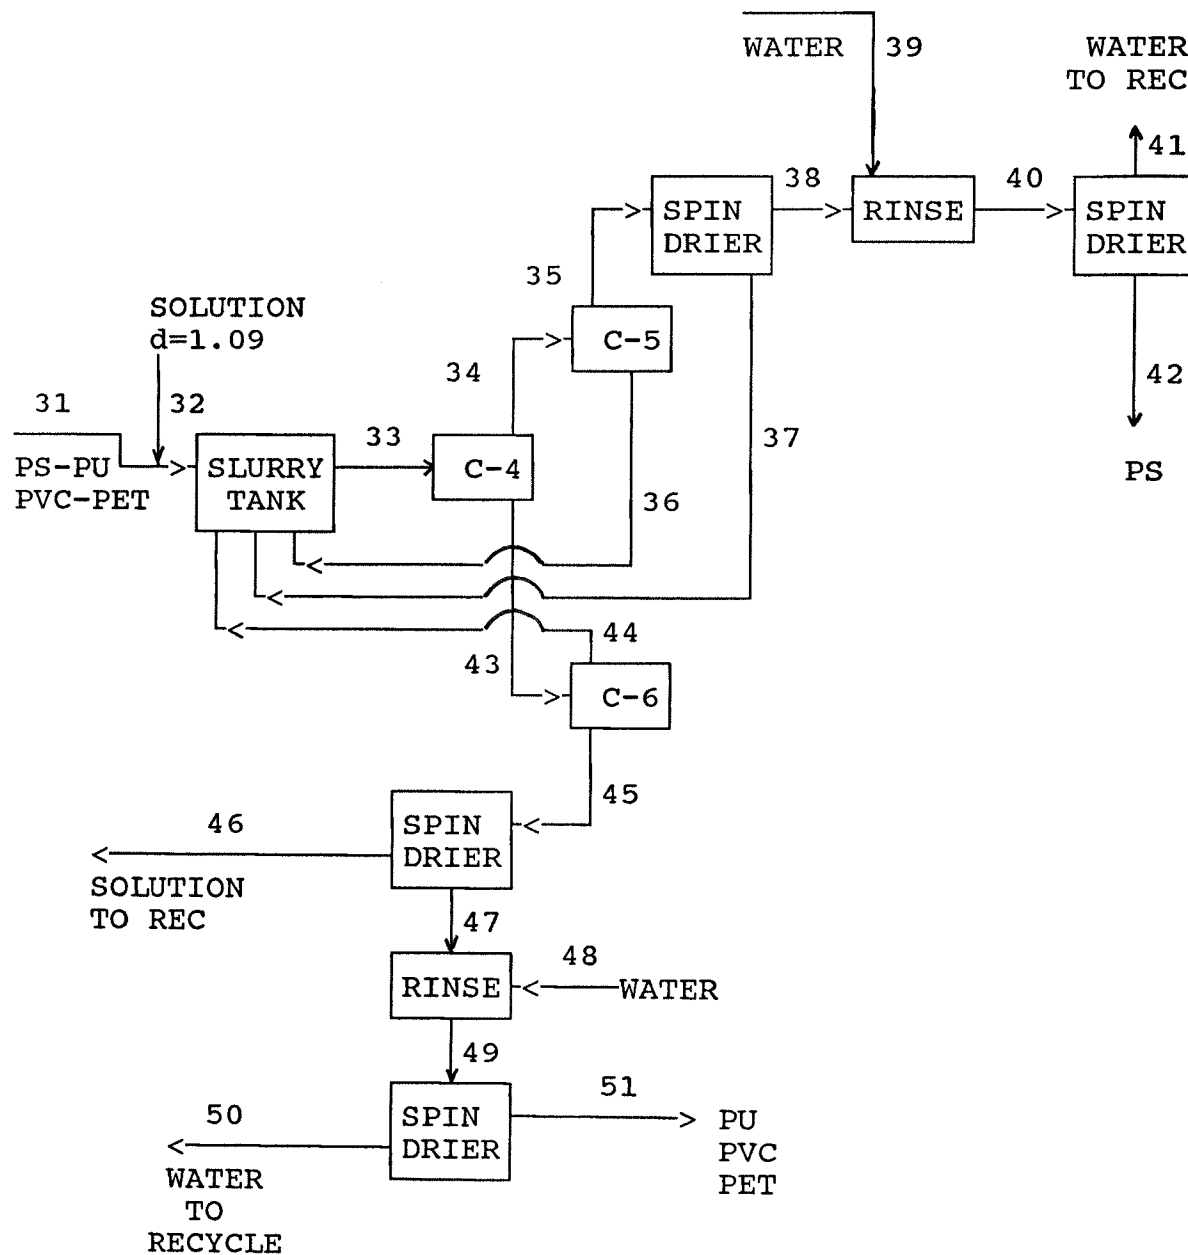 WATER
39
WATER
TO REC
41
38
40
SPIN
DRIER
RINSE
SPIN
DRIER
35
SOLUTION
d=1.09
C-5
34
42
31
32
33
37
PS-PU
PVC-PET
SLURRY
TANK
C-4
PS
36
44
43
C-6
45
46
SPIN
DRIER
SOLUTION
TO REC
47
48
RINSE
WATER
49
51
50
SPIN
DRIER
PU
PVC
PET
WATER
TO
RECYCLE